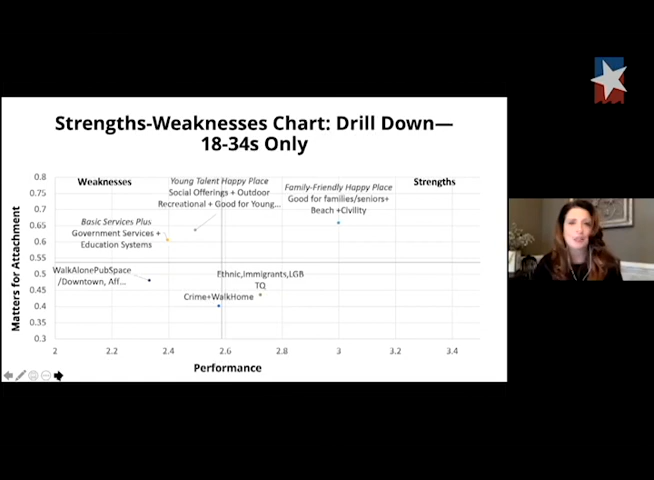 Strengths-Weaknesses Chart: Drill Down—
18-34s Only
Weaknesses
Strengths
Young Talent Happy Place
Social Offerings + Outdoor
Recreational + Good for Young...
Family-Friendly Happy Place
Good for families/seniors+
Beach +Civility
Basic Services Plus
Government Services +
Education Systems
WalkAlonePubSpace
/Downtown, Aff...
Ethnic,Immigrants,LGB
TQ
Crime+WalkHome
Matters for Attachment
0.8
0.75
0.7
0.65
0.6
0.55
0.5
0.45
0.4
0.35
0.3
2
2.2
2.4
2.6
2.8
3
3.2
3.4
Performance